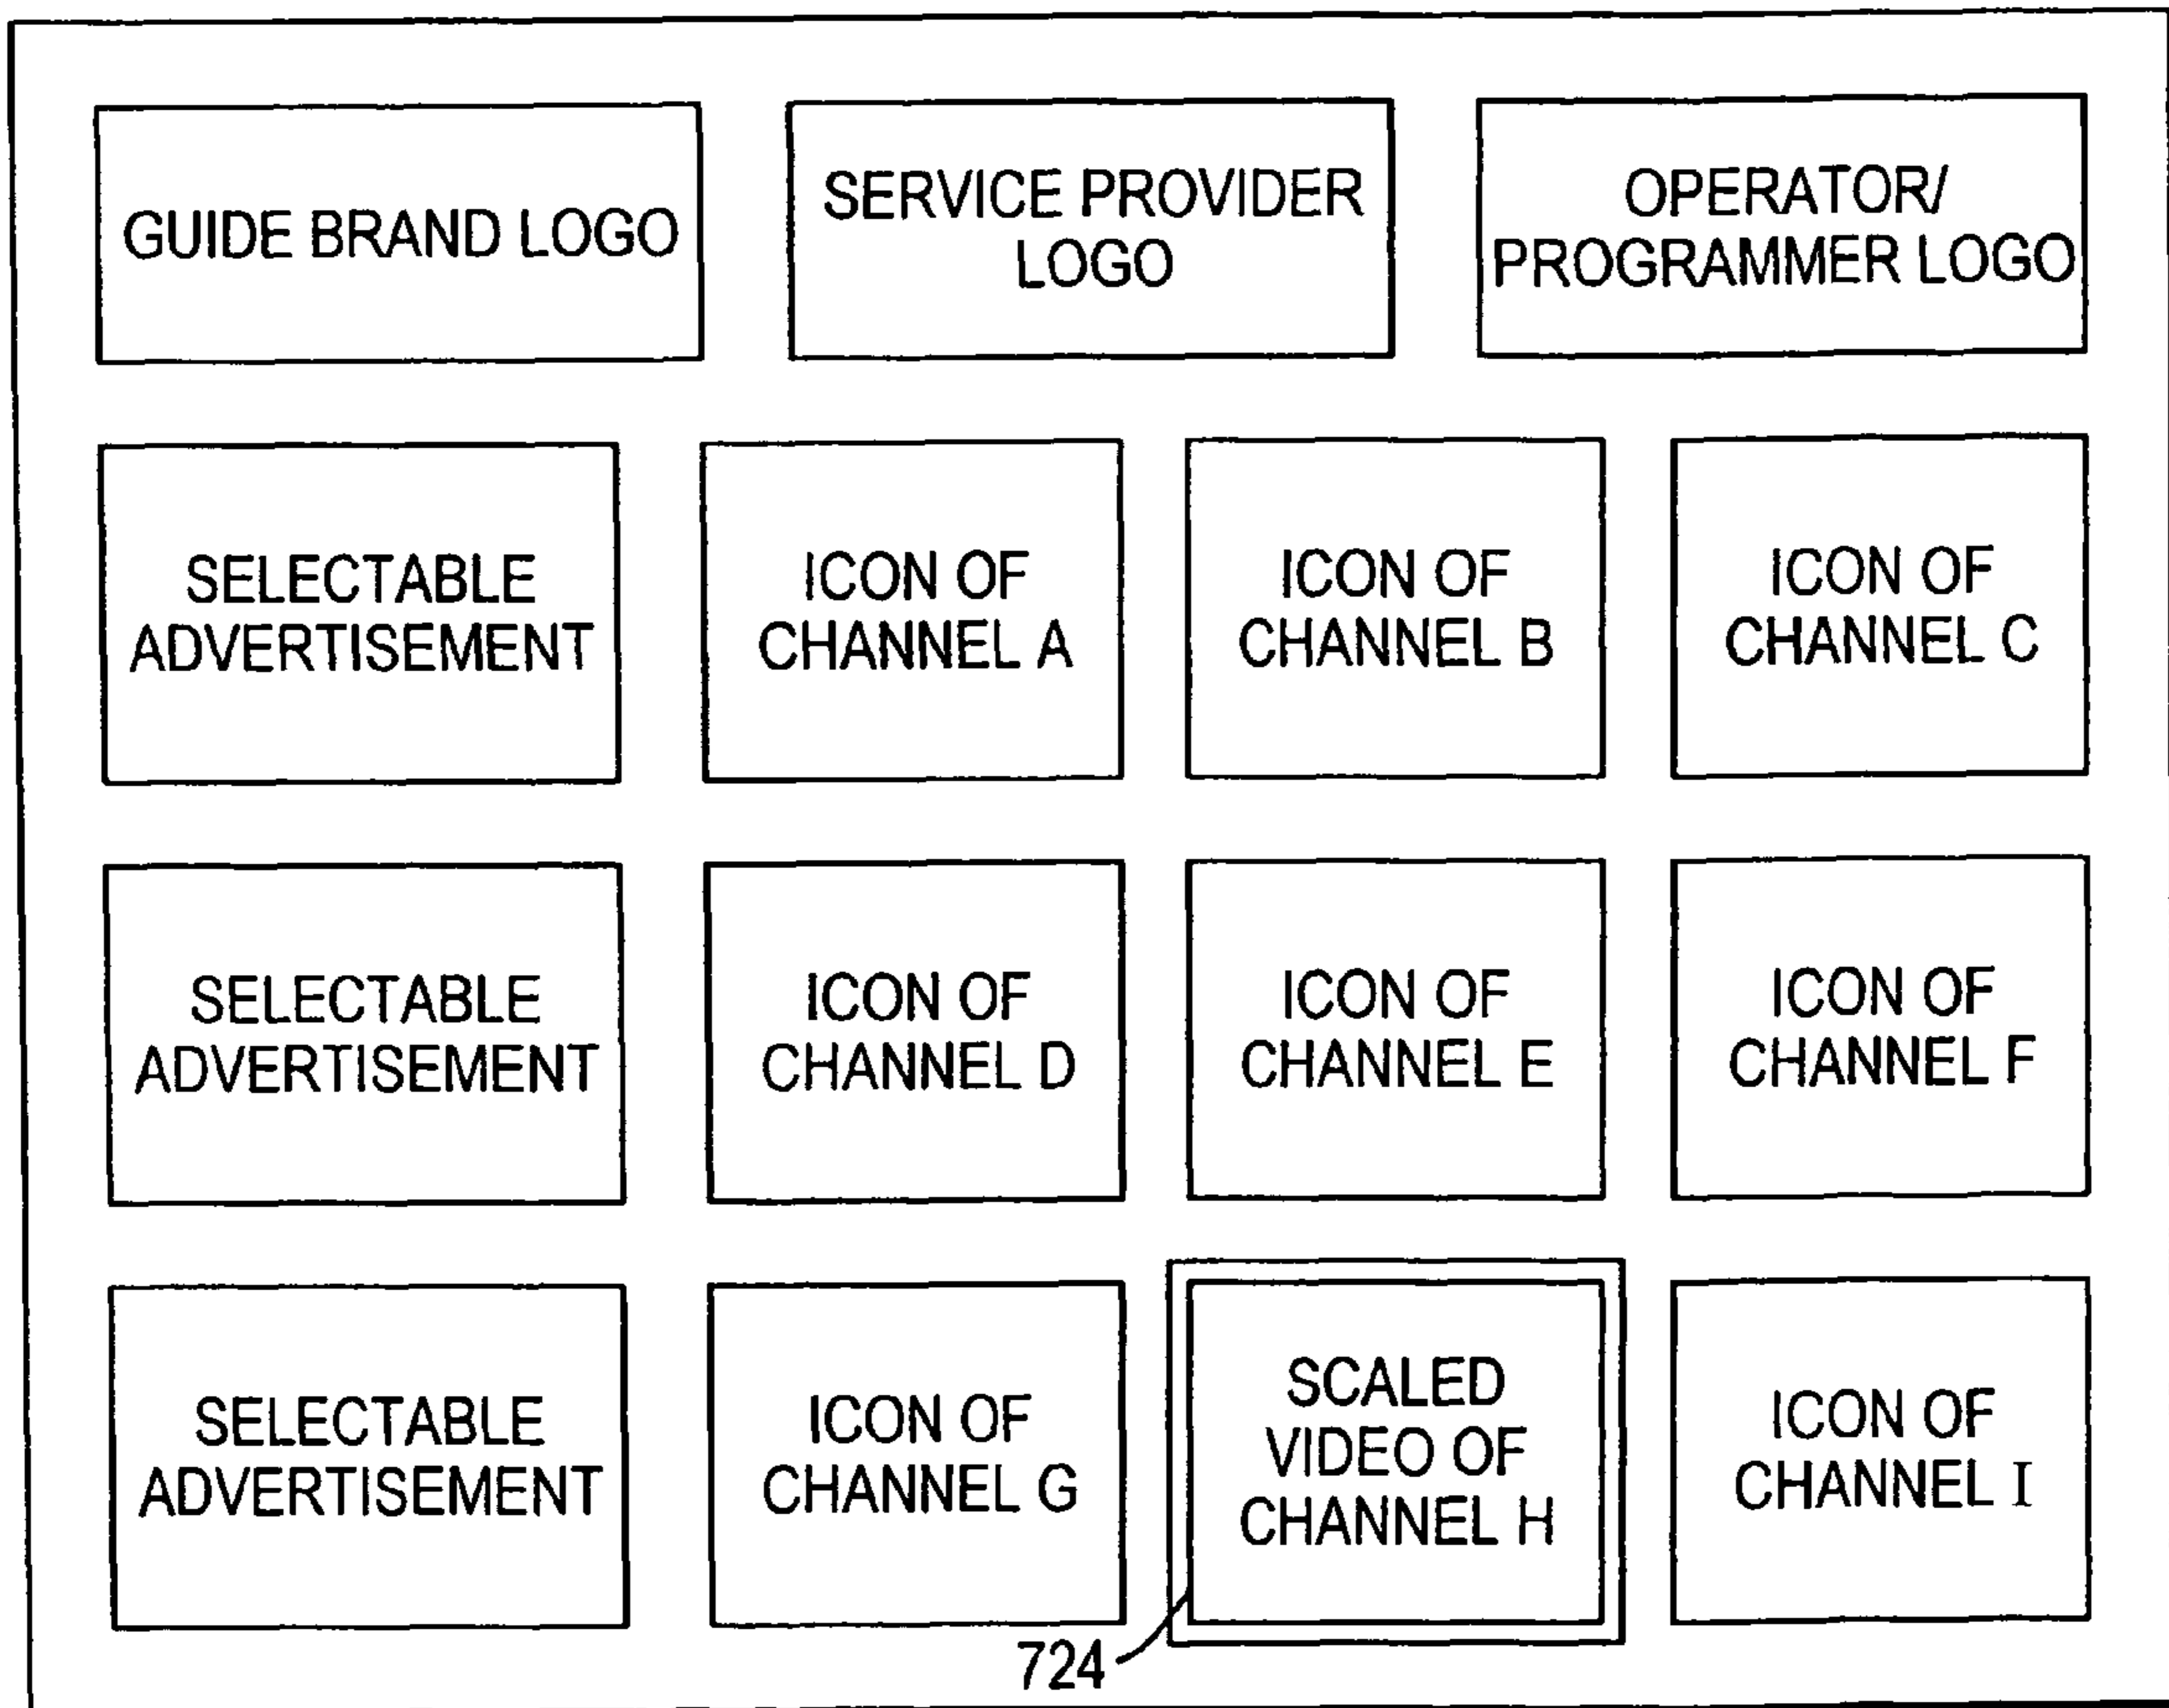 GUIDE BRAND LOGO
SERVICE PROVIDER
LOGO
OPERATOR/
PROGRAMMER LOGO
SELECTABLE
ADVERTISEMENT
ICON OF
CHANNEL A
ICON OF
CHANNEL B
ICON OF
CHANNEL C
SELECTABLE
ADVERTISEMENT
ICON OF
CHANNEL D
ICON OF
CHANNEL E
ICON OF
CHANNEL F
SELECTABLE
ADVERTISEMENT
ICON OF
CHANNEL G
SCALED
VIDEO OF
CHANNEL H
ICON OF
CHANNEL I
724